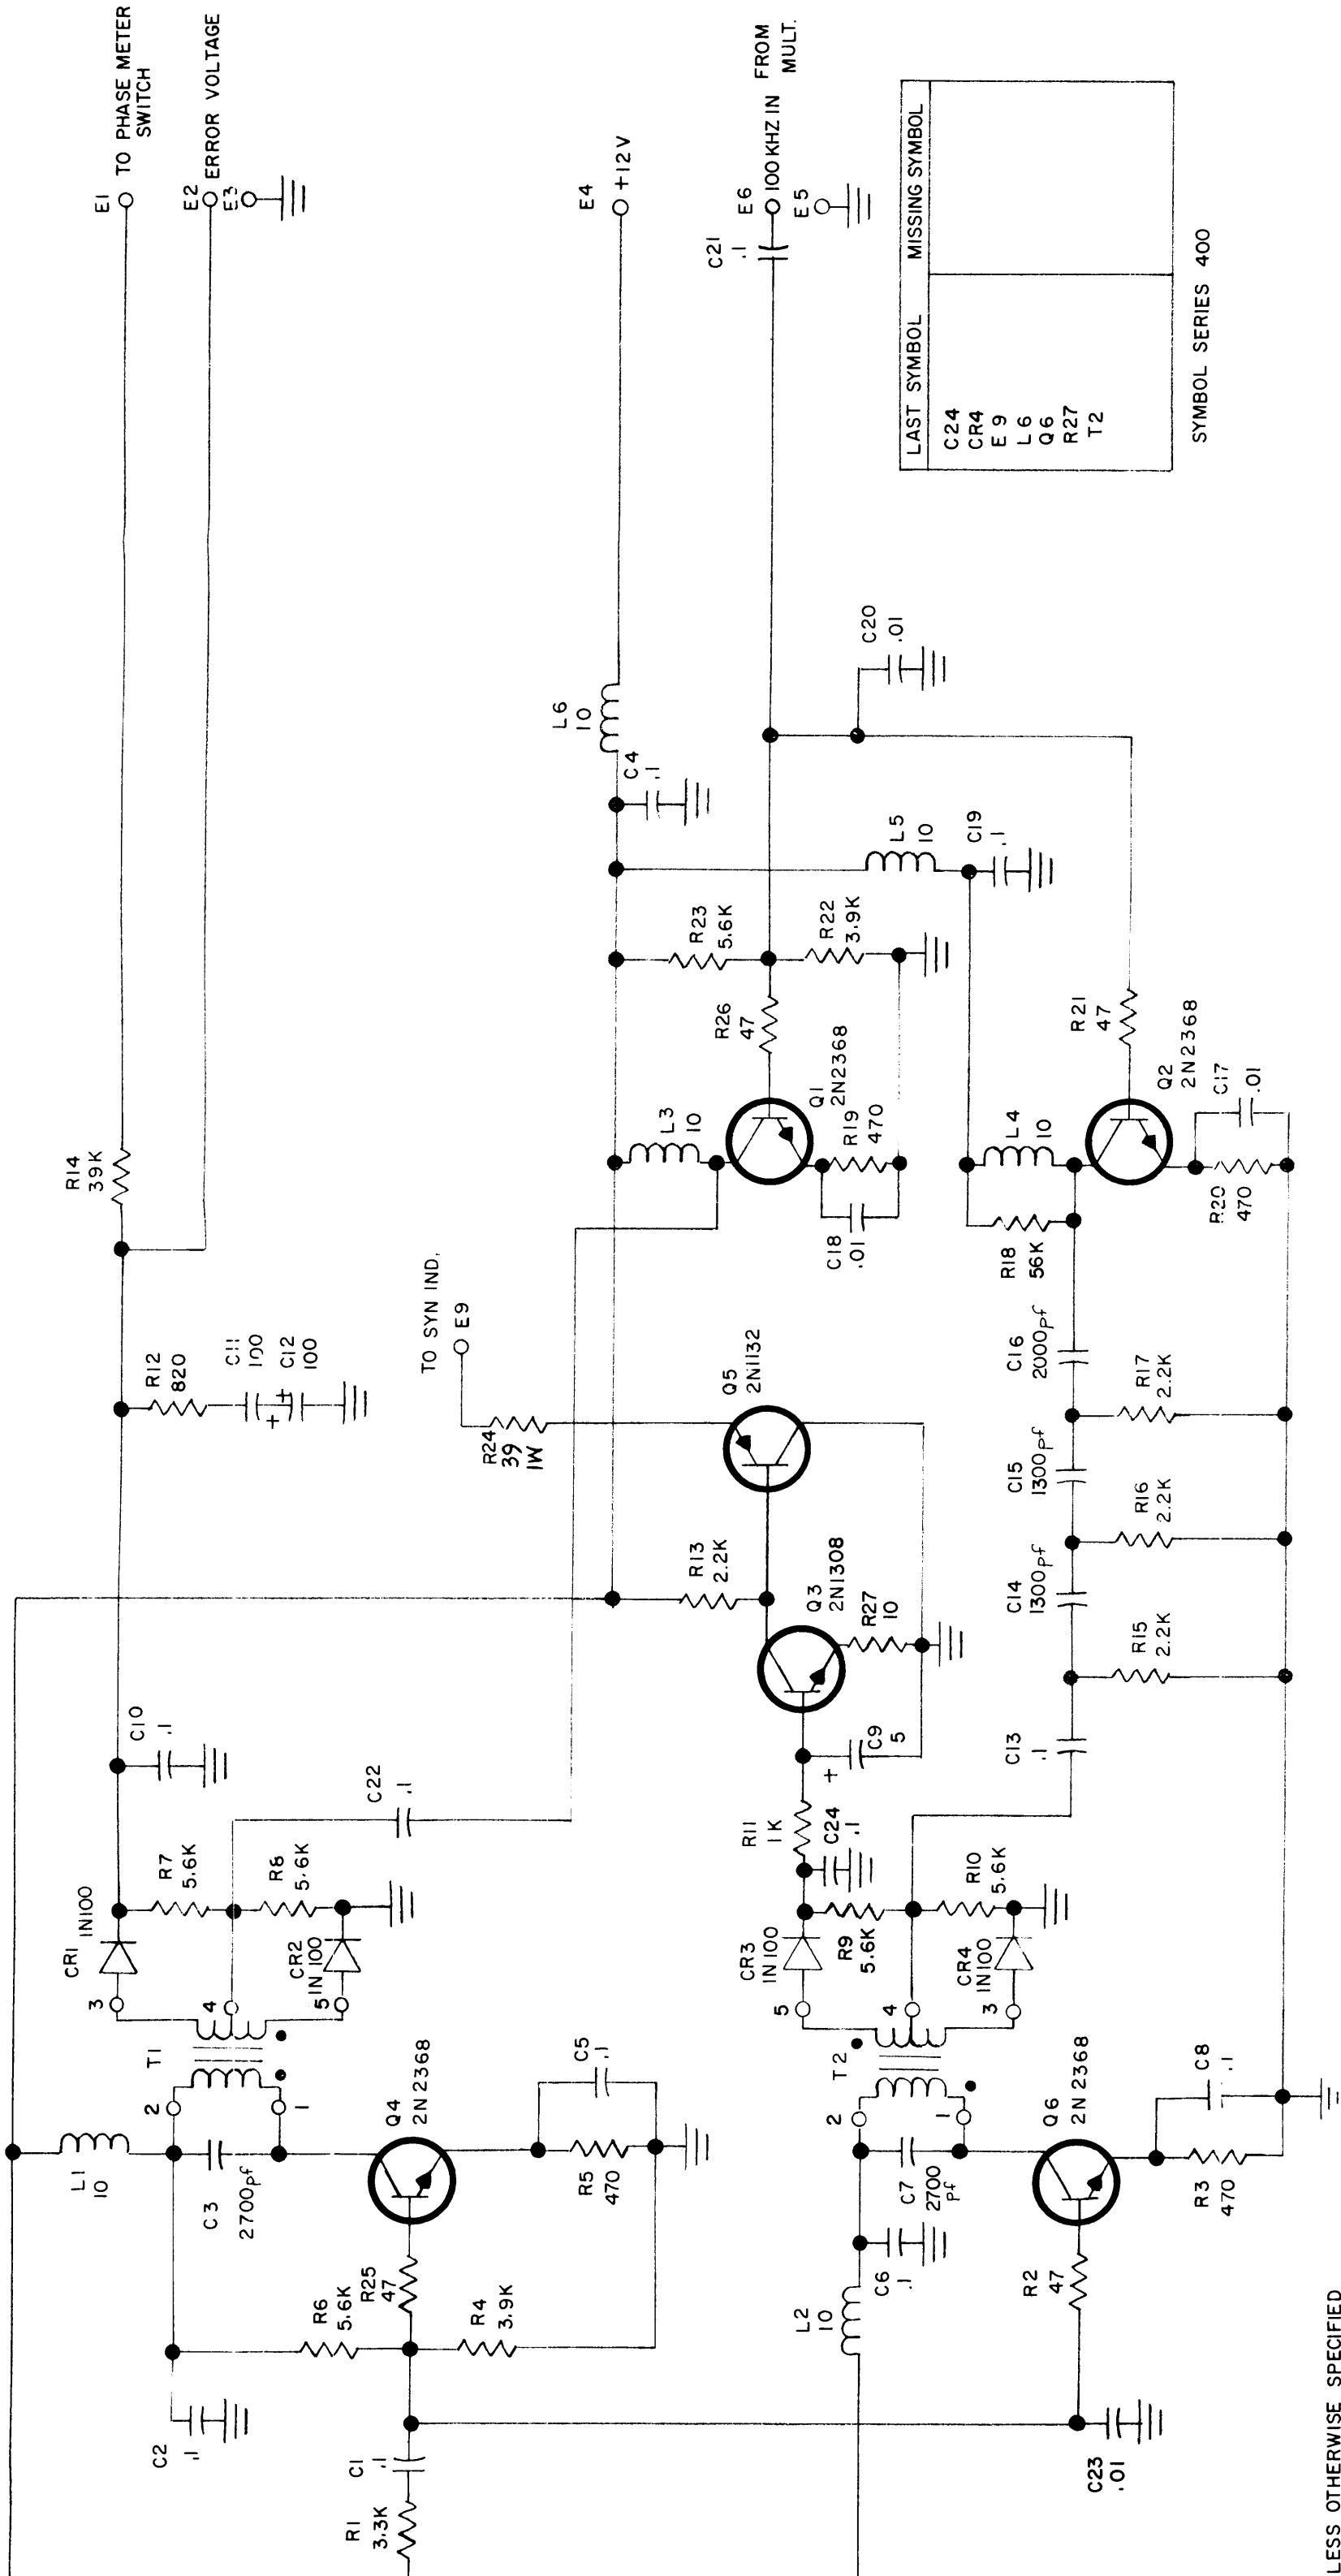 E1
TO PHASE METER
SWITCH
E2
ERROR VOLTAGE
E3
R14
39K
R12
820
C11
100
C12
100
C10
.1
CR1
1N100
R7
5.6K
R8
5.6K
CR2
1N100
3
4
5
T1
2
1
L1
10
C3
2700pf
C2
.1
Q4
2N2368
R5
470
C5
.1
R6
5.6K
R25
47
R4
3.9K
R1
3.3K
C1
.1
C22
.1
TO SYN IND.
E9
R24
39
1W
Q5
2N1132
R13
2.2K
Q3
2N1308
R27
10
C9
5
+
R11
1K
C24
.1
R9
5.6K
R10
5.6K
CR3
1N100
CR4
1N100
5
4
3
T2
2
1
C7
2700
pf
C6
.1
L2
10
Q6
2N2368
R2
47
R3
470
C8
.1
C23
.01
E4
+12V
L6
10
C4
.1
R23
5.6K
R22
3.9K
R26
47
Q1
2N2368
L3
10
R19
470
C18
.01
L5
10
C19
.1
C20
.01
C21
.1
E6
100KHZ IN
FROM
MULT.
E5
R21
47
Q2
2N2368
C17
.01
R20
470
L4
10
R18
56K
C16
2000pf
C15
1300pf
C14
1300pf
C13
.1
R17
2.2K
R16
2.2K
R15
2.2K
LAST SYMBOL MISSING SYMBOL
C24
CR4
E9
L6
Q6
R27
T2
SYMBOL SERIES 400
LESS OTHERWISE SPECIFIED